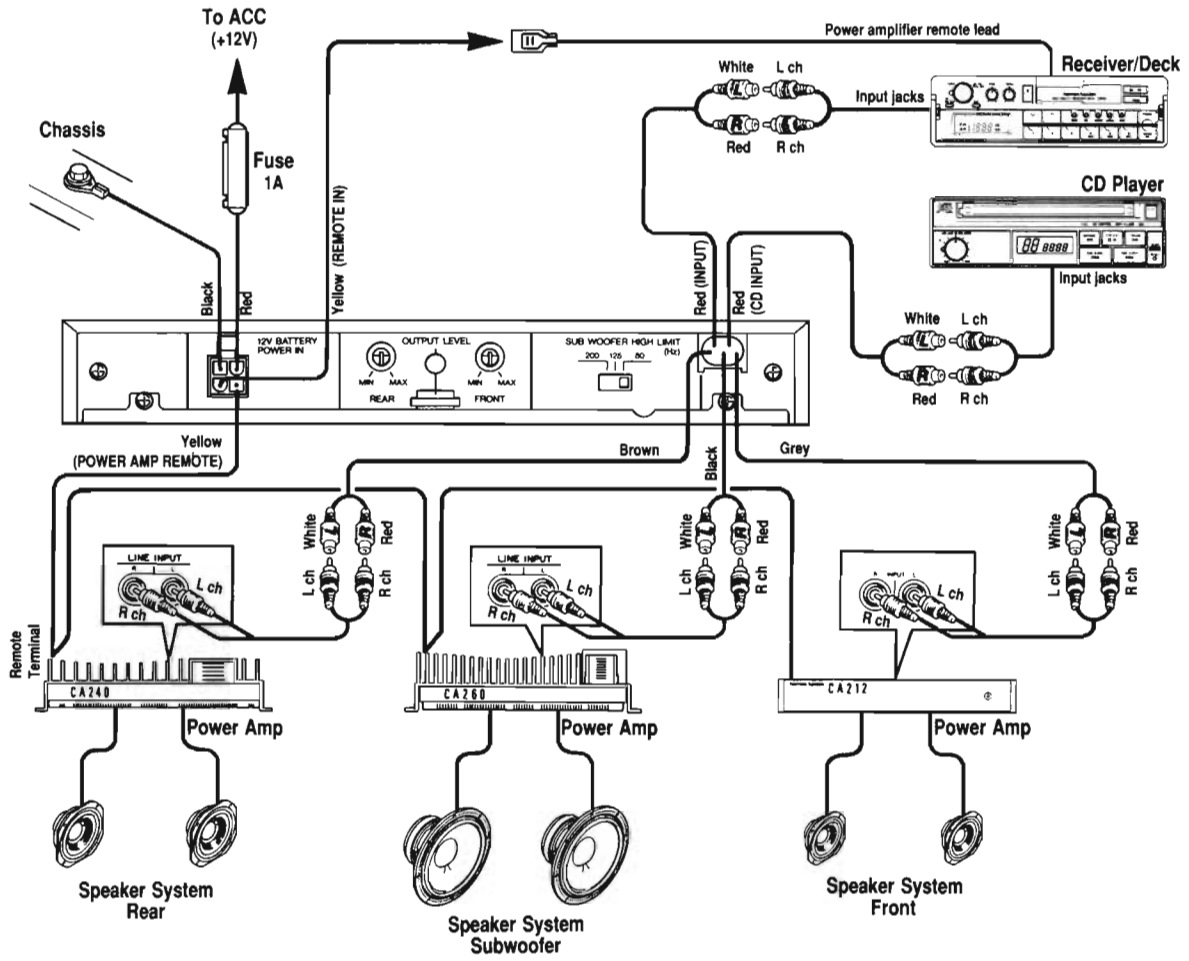 To ACC
(+12V)
Power amplifier remote lead
Receiver/Deck
White
L ch
Input jacks
Red
R ch
Chassis
Fuse
1A
CD Player
Input jacks
Black
Red
Yellow (REMOTE IN)
Red (INPUT)
Red
(CD INPUT)
White
L ch
L
R
L
R
Red
R ch
12V BATTERY
POWER IN
OUTPUT LEVEL
MIN
MAX
REAR
MIN
MAX
FRONT
SUB WOOFER HIGH LIMIT
(Hz)
200
125
80
Yellow
(POWER AMP REMOTE)
Brown
Black
Grey
White
L
R
Red
L ch
R ch
White
L
R
Red
L ch
R ch
White
L
R
Red
L ch
R ch
LINE INPUT
R
L
L ch
R ch
LINE INPUT
R
L
L ch
R ch
R
INPUT
L
L ch
R ch
Remote
Terminal
CA240
Power Amp
CA260
Power Amp
CA212
Power Amp
Speaker System
Rear
Speaker System
Subwoofer
Speaker System
Front